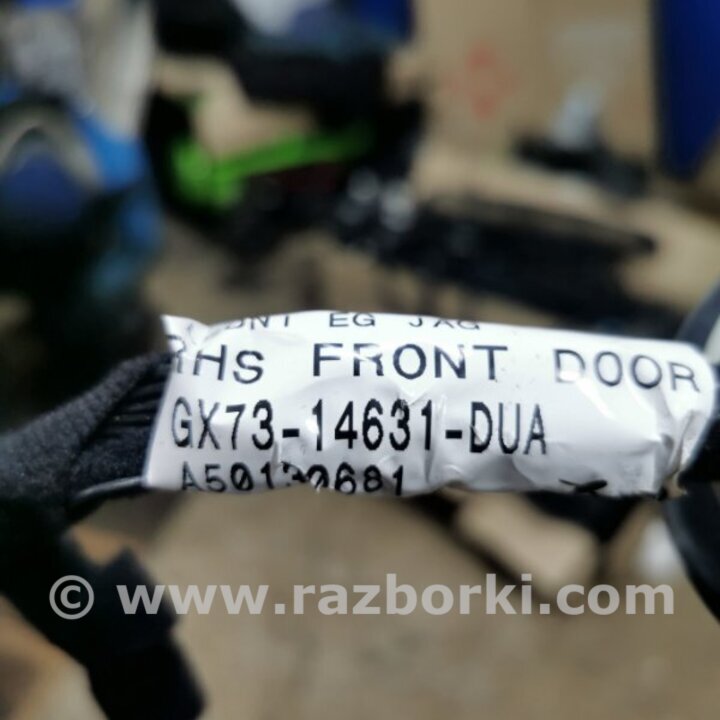 EG JAG
RHS FRONT DOOR
GX73-14631-DUA
© www.razborki.com